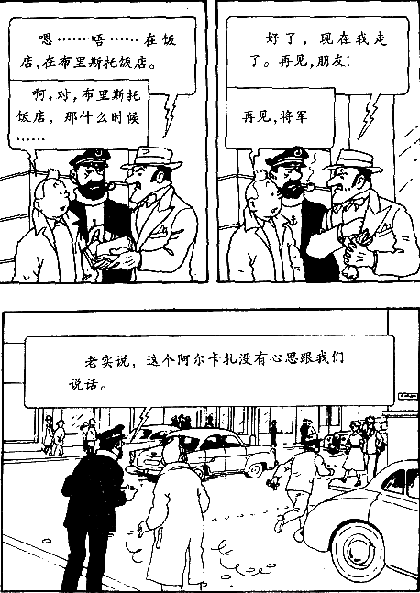 嗯……唔……在饭
店,在布里斯托饭店。
啊,对,布里斯托
饭店,那什么时候
……
好了,现在我走
了。再见,朋友:
再见,将军
老实说,这个阿尔卡扎没有心思跟我们
说话。